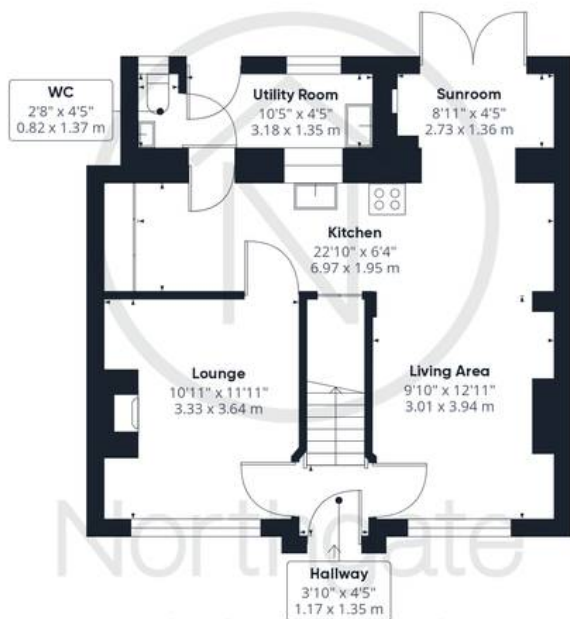 WC
2'8" x 4'5"
0.82 x 1.37 m
Utility Room
10'5" x 4'5"
3.18 x 1.35 m
Sunroom
8'11" x 4'5"
2.73 x 1.36 m
Kitchen
22'10" x 6'4"
6.97 x 1.95 m
Lounge
10'11" x 11'11"
3.33 x 3.64 m
Living Area
9'10" x 12'11"
3.01 x 3.94 m
Northgate
Hallway
3'10" x 4'5"
1.17 x 1.35 m